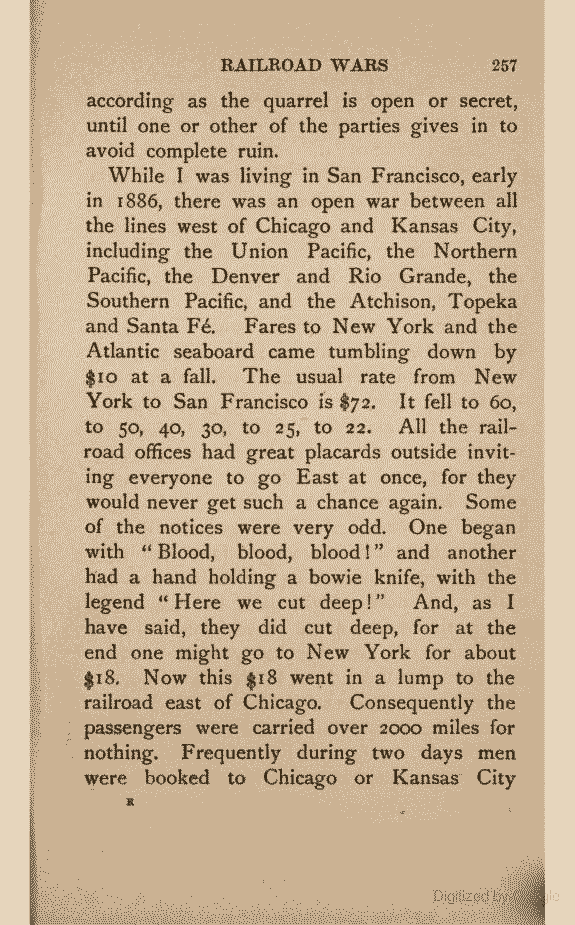 RAILROAD WARS 257
according as the quarrel is open or secret,
until one or other of the parties gives in to
avoid complete ruin.
While I was living in San Francisco, early
in 1886, there was an open war between all
the lines west of Chicago and Kansas City,
including the Union Pacific, the Northern
Pacific, the Denver and Rio Grande, the
Southern Pacific, and the Atchison, Topeka
and Santa Fé. Fares to New York and the
Atlantic seaboard came tumbling down by
$10 at a fall. The usual rate from New
York to San Francisco is $72. It fell to 60,
to 50, 40, 30, to 25, to 22. All the rail-
road offices had great placards outside invit-
ing everyone to go East at once, for they
would never get such a chance again. Some
of the notices were very odd. One began
with “Blood, blood, blood!” and another
had a hand holding a bowie knife, with the
legend “Here we cut deep!” And, as I
have said, they did cut deep, for at the
end one might go to New York for about
$18. Now this $18 went in a lump to the
railroad east of Chicago. Consequently the
passengers were carried over 2000 miles for
nothing. Frequently during two days men
were booked to Chicago or Kansas City
R
Digitized by